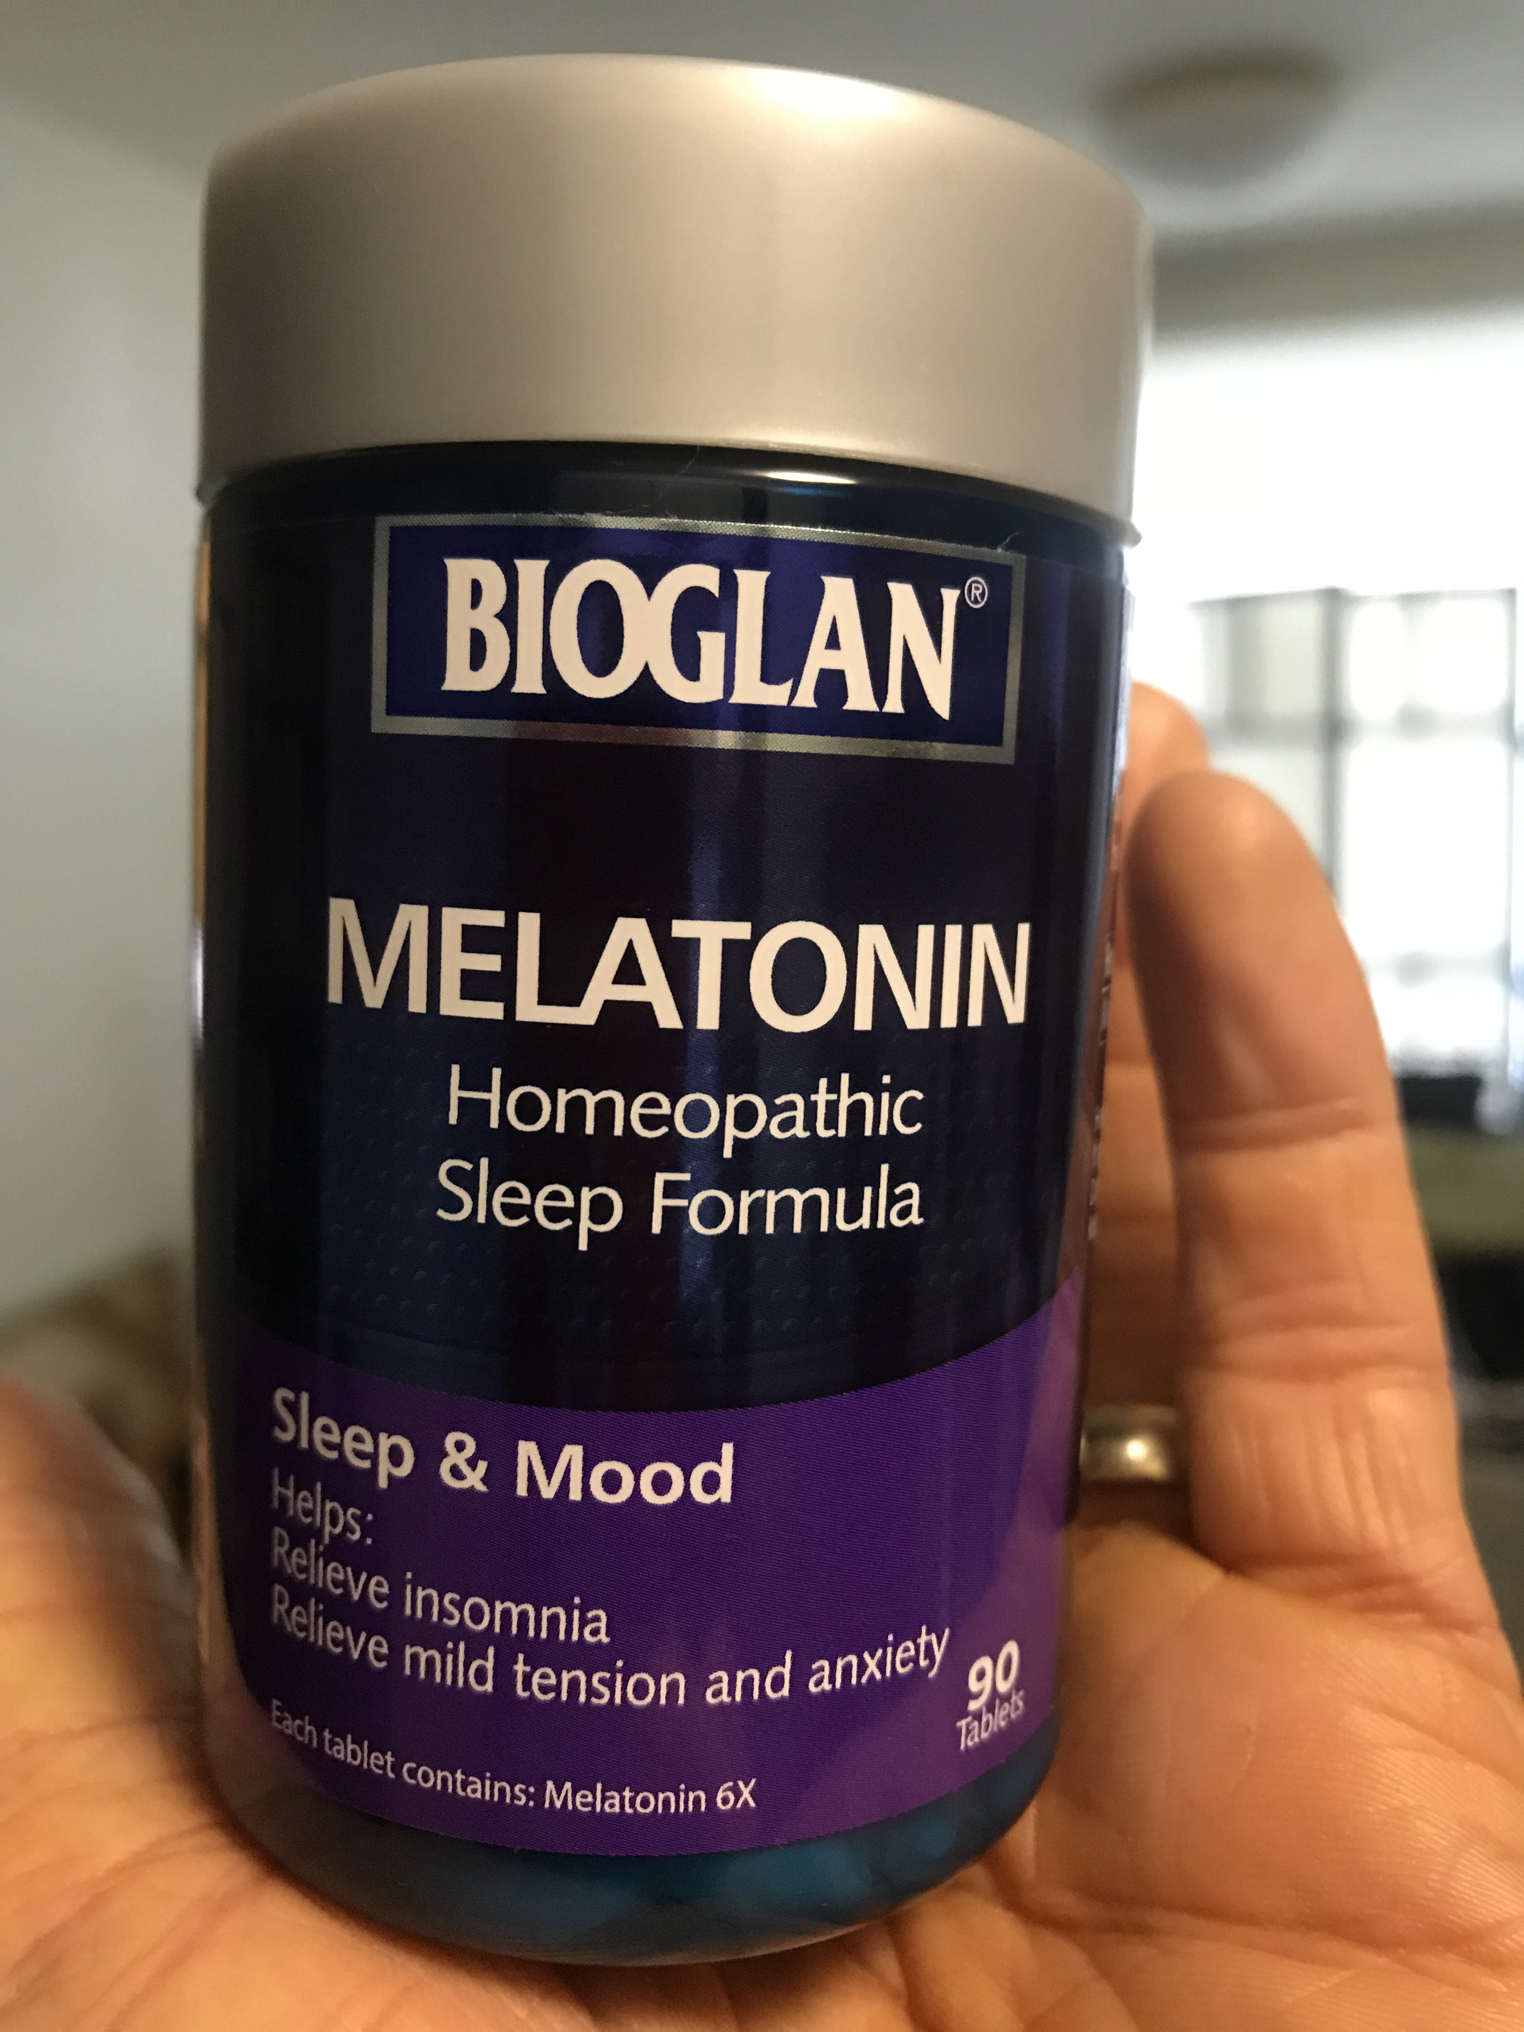 BIOGLAN®
MELATONIN
Homeopathic
Sleep Formula
Sleep & Mood
Helps:
Relieve insomnia
Relieve mild tension and anxiety
90
Tablets
Each tablet contains: Melatonin 6X